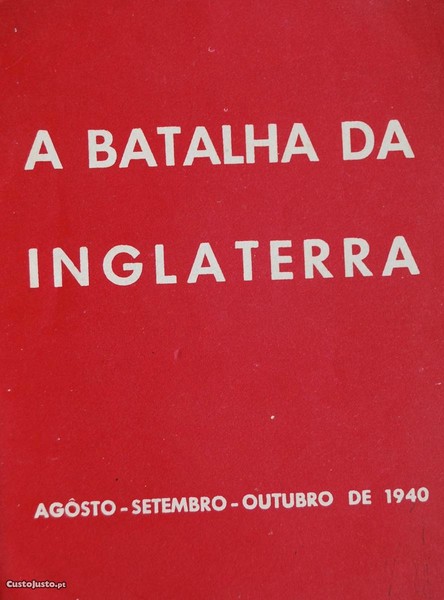 A BATALHA DA
INGLATERRA
AGÔSTO - SETEMBRO - OUTUBRO DE 1940
CustoJusto.pt